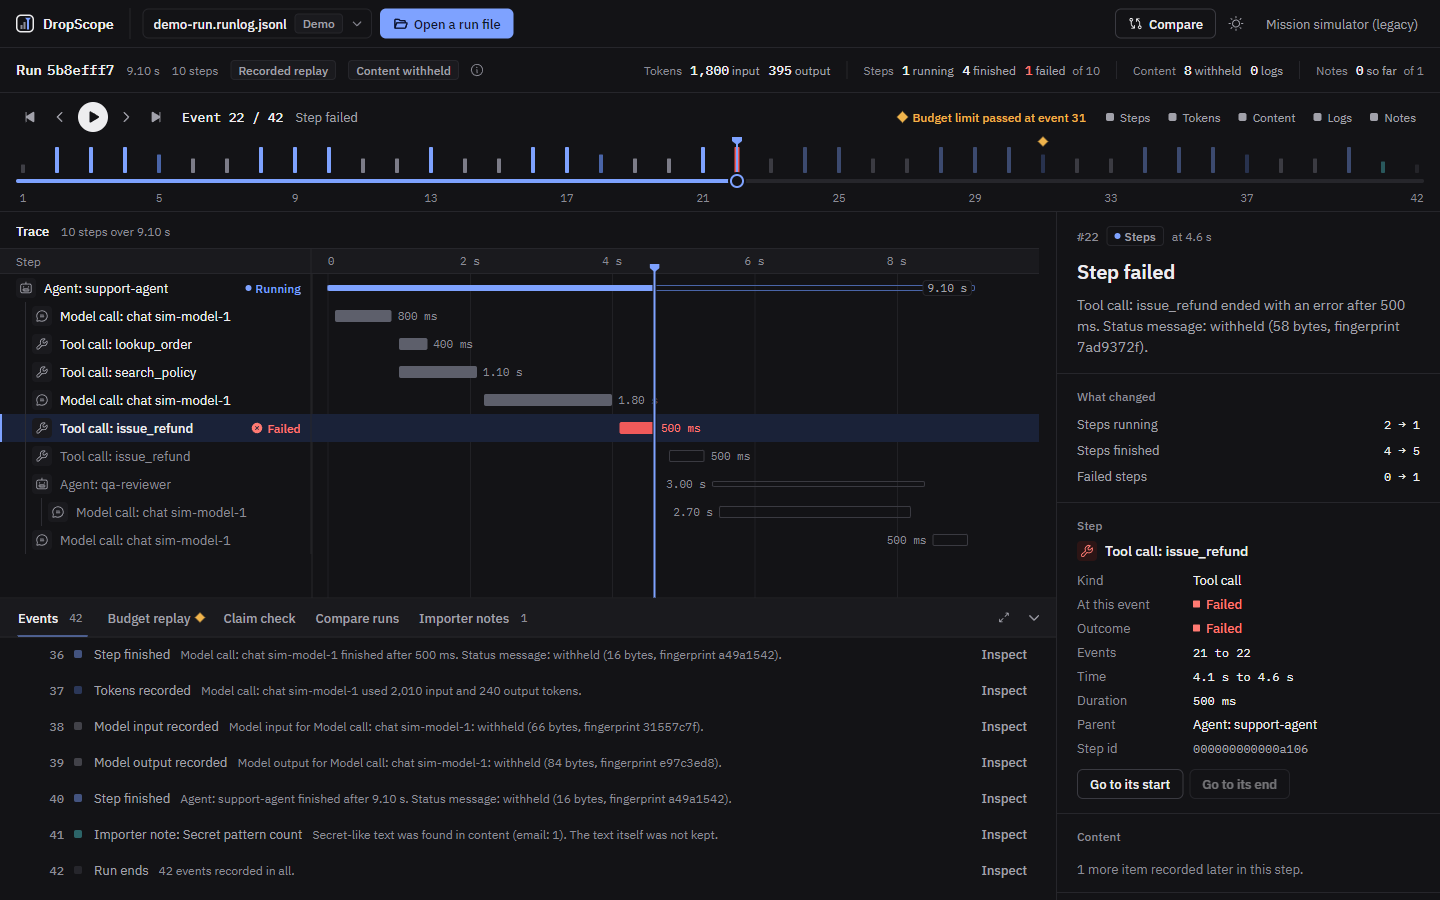 DropScope
demo-run.runlog.jsonl Demo
Open a run file
Compare
Mission simulator (legacy)
Run 5b8efff7 9.10 s 10 steps Recorded replay Content withheld
Tokens 1,800 input 395 output Steps 1 running 4 finished 1 failed of 10 Content 8 withheld 0 logs Notes 0 so far of 1
Event 22 / 42 Step failed
Budget limit passed at event 31 Steps Tokens Content Logs Notes
1 5 9 13 17 21 25 29 33 37 42
Trace 10 steps over 9.10 s
Step 0 2 s 4 s 6 s 8 s
Agent: support-agent Running 9.10 s
Model call: chat sim-model-1 800 ms
Tool call: lookup_order 400 ms
Tool call: search_policy 1.10 s
Model call: chat sim-model-1 1.80
Tool call: issue_refund Failed 500 ms
Tool call: issue_refund 500 ms
Agent: qa-reviewer 3.00 s
Model call: chat sim-model-1 2.70 s
Model call: chat sim-model-1 500 ms
Events 42 Budget replay Claim check Compare runs Importer notes 1
36 Step finished Model call: chat sim-model-1 finished after 500 ms. Status message: withheld (16 bytes, fingerprint a49a1542). Inspect
37 Tokens recorded Model call: chat sim-model-1 used 2,010 input and 240 output tokens. Inspect
38 Model input recorded Model input for Model call: chat sim-model-1: withheld (66 bytes, fingerprint 31557c7f). Inspect
39 Model output recorded Model output for Model call: chat sim-model-1: withheld (84 bytes, fingerprint e97c3ed8). Inspect
40 Step finished Agent: support-agent finished after 9.10 s. Status message: withheld (16 bytes, fingerprint a49a1542). Inspect
41 Importer note: Secret pattern count Secret-like text was found in content (email: 1). The text itself was not kept. Inspect
42 Run ends 42 events recorded in all. Inspect
#22 Steps at 4.6 s
Step failed
Tool call: issue_refund ended with an error after 500
ms. Status message: withheld (58 bytes, fingerprint
7ad9372f).
What changed
Steps running 2 → 1
Steps finished 4 → 5
Failed steps 0 → 1
Step
Tool call: issue_refund
Kind Tool call
At this event Failed
Outcome Failed
Events 21 to 22
Time 4.1 s to 4.6 s
Duration 500 ms
Parent Agent: support-agent
Step id 000000000000a106
Go to its start Go to its end
Content
1 more item recorded later in this step.